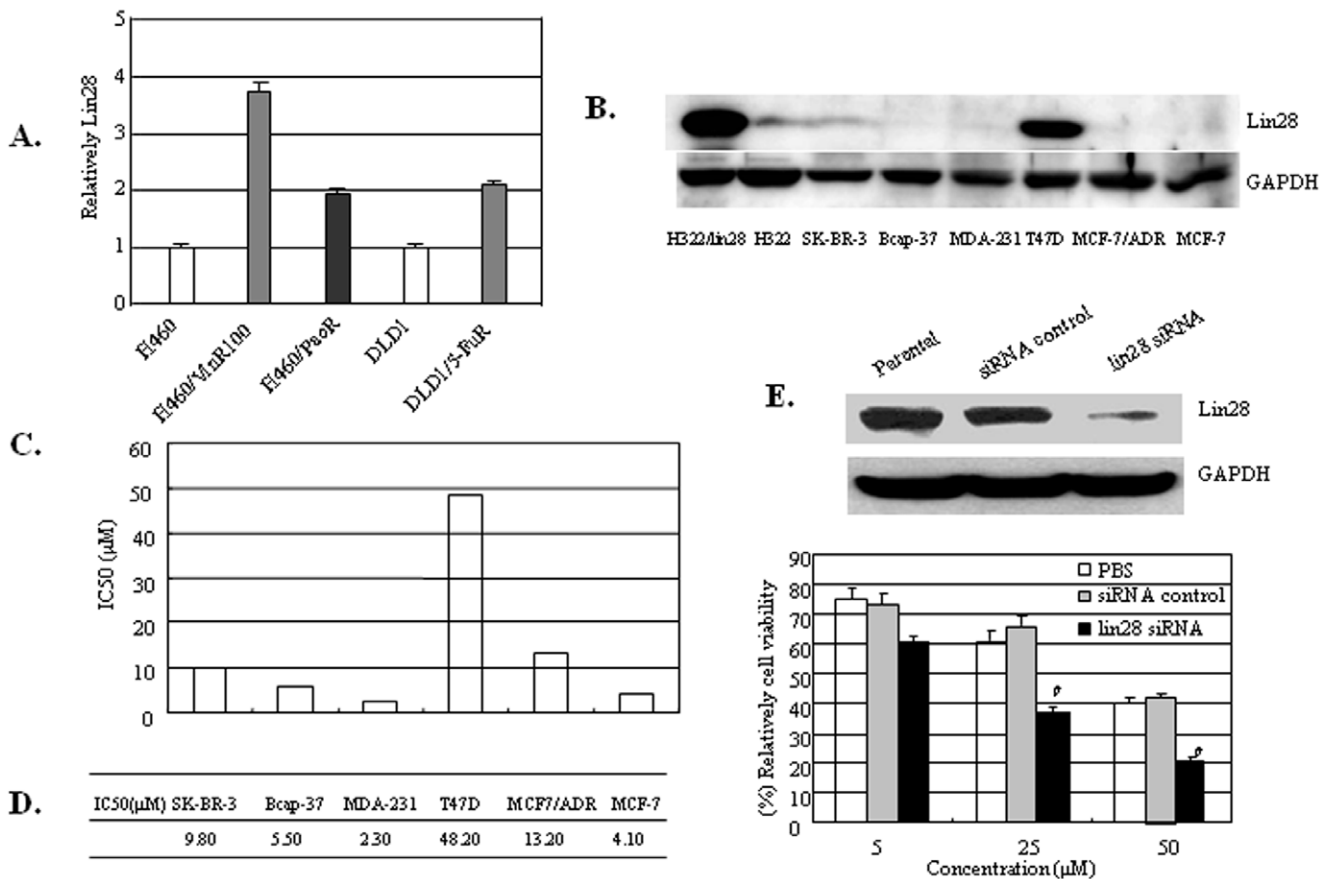 A.
Relatively Lin28
5
4
3
2
1
0
H460
H460/VinR100
H460/PacR
DLD1
DLD1/5-FuR
B.
Lin28
GAPDH
H322/lin28 H322 SK-BR-3 Bcap-37 MDA-231 T47D MCF-7/ADR MCF-7
C.
IC50 (μM)
60
50
40
30
20
10
0
D.
IC50(μM) SK-BR-3 Bcap-37 MDA-231 T47D MCF7/ADR MCF-7
9.80 5.50 2.30 48.20 13.20 4.10
E.
Parental siRNA control lin28 siRNA
Lin28
GAPDH
(%) Relatively cell viability
90
80
70
60
50
40
30
20
10
0
PBS
siRNA control
lin28 siRNA
5 25 50
Concentration (μM)